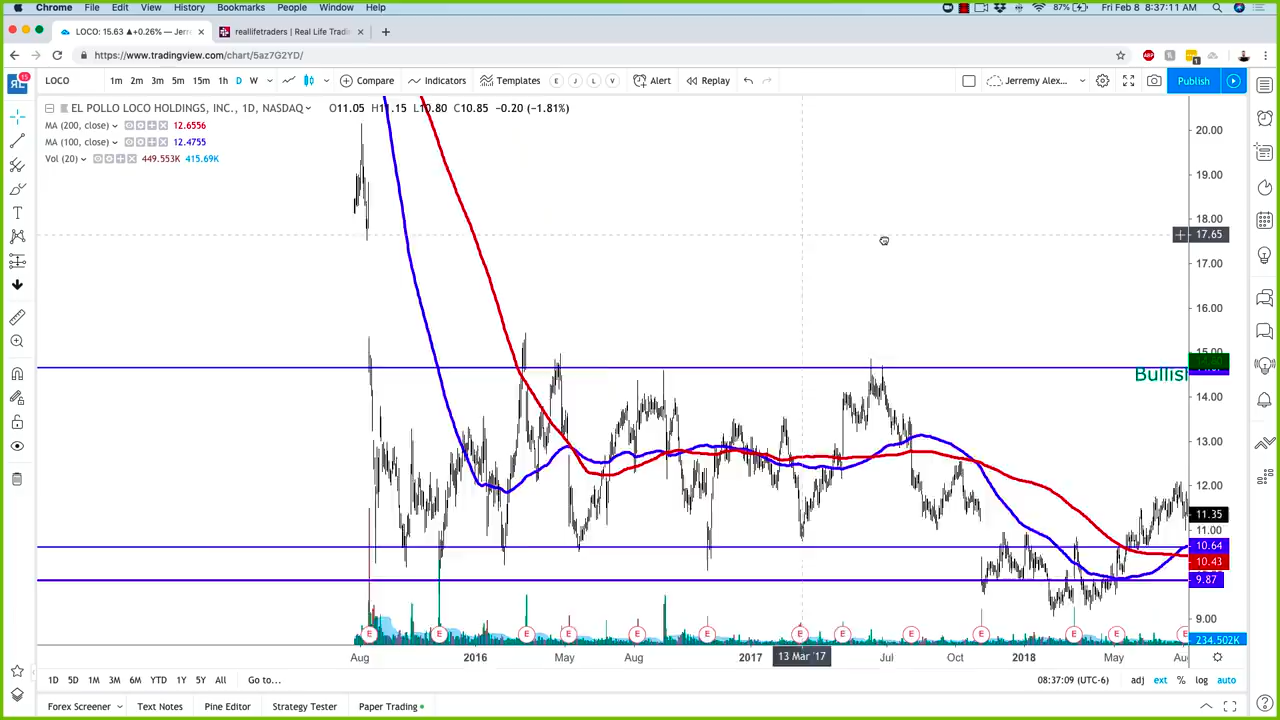 Chrome File Edit View History Bookmarks People Window Help 87% Fri Feb 8 8:37:11 AM
LOCO: 15.63 ▲+0.26% — Jerr × reallifetraders | Real Life Tradi × +
https://www.tradingview.com/chart/5az7G2YD/
LOCO 1m 2m 3m 5m 15m 1h D W Compare Indicators Templates E J L V Alert Replay Jeremy Alex... Publish
EL POLLO LOCO HOLDINGS, INC., 1D, NASDAQ O11.05 H11.15 L10.80 C10.85 −0.20 (−1.81%)
MA (200, close) 12.6556
MA (100, close) 12.4755
Vol (20) 449.553K 415.69K
20.00
19.00
18.00
17.65
17.00
16.00
15.00
Bullis
14.00
13.00
12.00
11.35
11.00
10.64
10.43
9.87
9.00
E E E E E E E E E E E E E
234.502K
Aug 2016 May Aug 2017 13 Mar '17 Jul Oct 2018 May Au
1D 5D 1M 3M 6M YTD 1Y 5Y All Go to... 08:37:09 (UTC-6) adj ext % log auto
Forex Screener Text Notes Pine Editor Strategy Tester Paper Trading